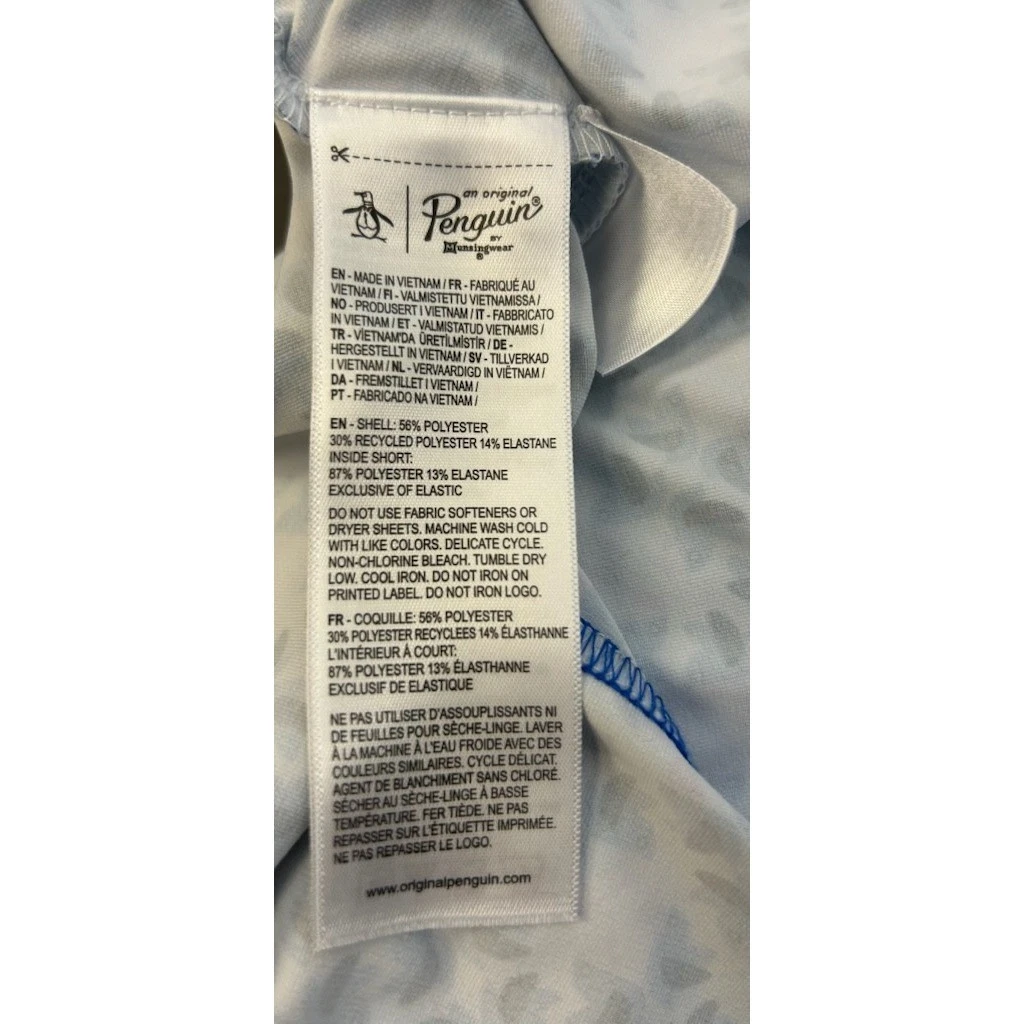 an original
Penguin®
BY
Munsingwear
®
EN - MADE IN VIETNAM / FR - FABRIQUÉ AU
VIETNAM / FI - VALMISTETTU VIETNAMISSA /
NO - PRODUSERT I VIETNAM / IT - FABBRICATO
IN VIETNAM / ET - VALMISTATUD VIETNAMIS /
TR - VİETNAM'DA ÜRETİLMİSTİR / DE -
HERGESTELLT IN VIETNAM / SV - TILLVERKAD
I VIETNAM / NL - VERVAARDIGD IN VIËTNAM /
DA - FREMSTILLET I VIETNAM /
PT - FABRICADO NA VIETNAM /
EN - SHELL: 56% POLYESTER
30% RECYCLED POLYESTER 14% ELASTANE
INSIDE SHORT:
87% POLYESTER 13% ELASTANE
EXCLUSIVE OF ELASTIC
DO NOT USE FABRIC SOFTENERS OR
DRYER SHEETS. MACHINE WASH COLD
WITH LIKE COLORS. DELICATE CYCLE.
NON-CHLORINE BLEACH. TUMBLE DRY
LOW. COOL IRON. DO NOT IRON ON
PRINTED LABEL. DO NOT IRON LOGO.
FR - COQUILLE: 56% POLYESTER
30% POLYESTER RECYCLEES 14% ÉLASTHANNE
L'INTÉRIEUR À COURT:
87% POLYESTER 13% ÉLASTHANNE
EXCLUSIF DE ELASTIQUE
NE PAS UTILISER D'ASSOUPLISSANTS NI
DE FEUILLES POUR SÈCHE-LINGE. LAVER
À LA MACHINE À L'EAU FROIDE AVEC DES
COULEURS SIMILAIRES. CYCLE DÉLICAT.
AGENT DE BLANCHIMENT SANS CHLORÉ.
SÉCHER AU SÈCHE-LINGE À BASSE
TEMPÉRATURE. FER TIÈDE. NE PAS
REPASSER SUR L'ÉTIQUETTE IMPRIMÉE.
NE PAS REPASSER LE LOGO.
www.originalpenguin.com